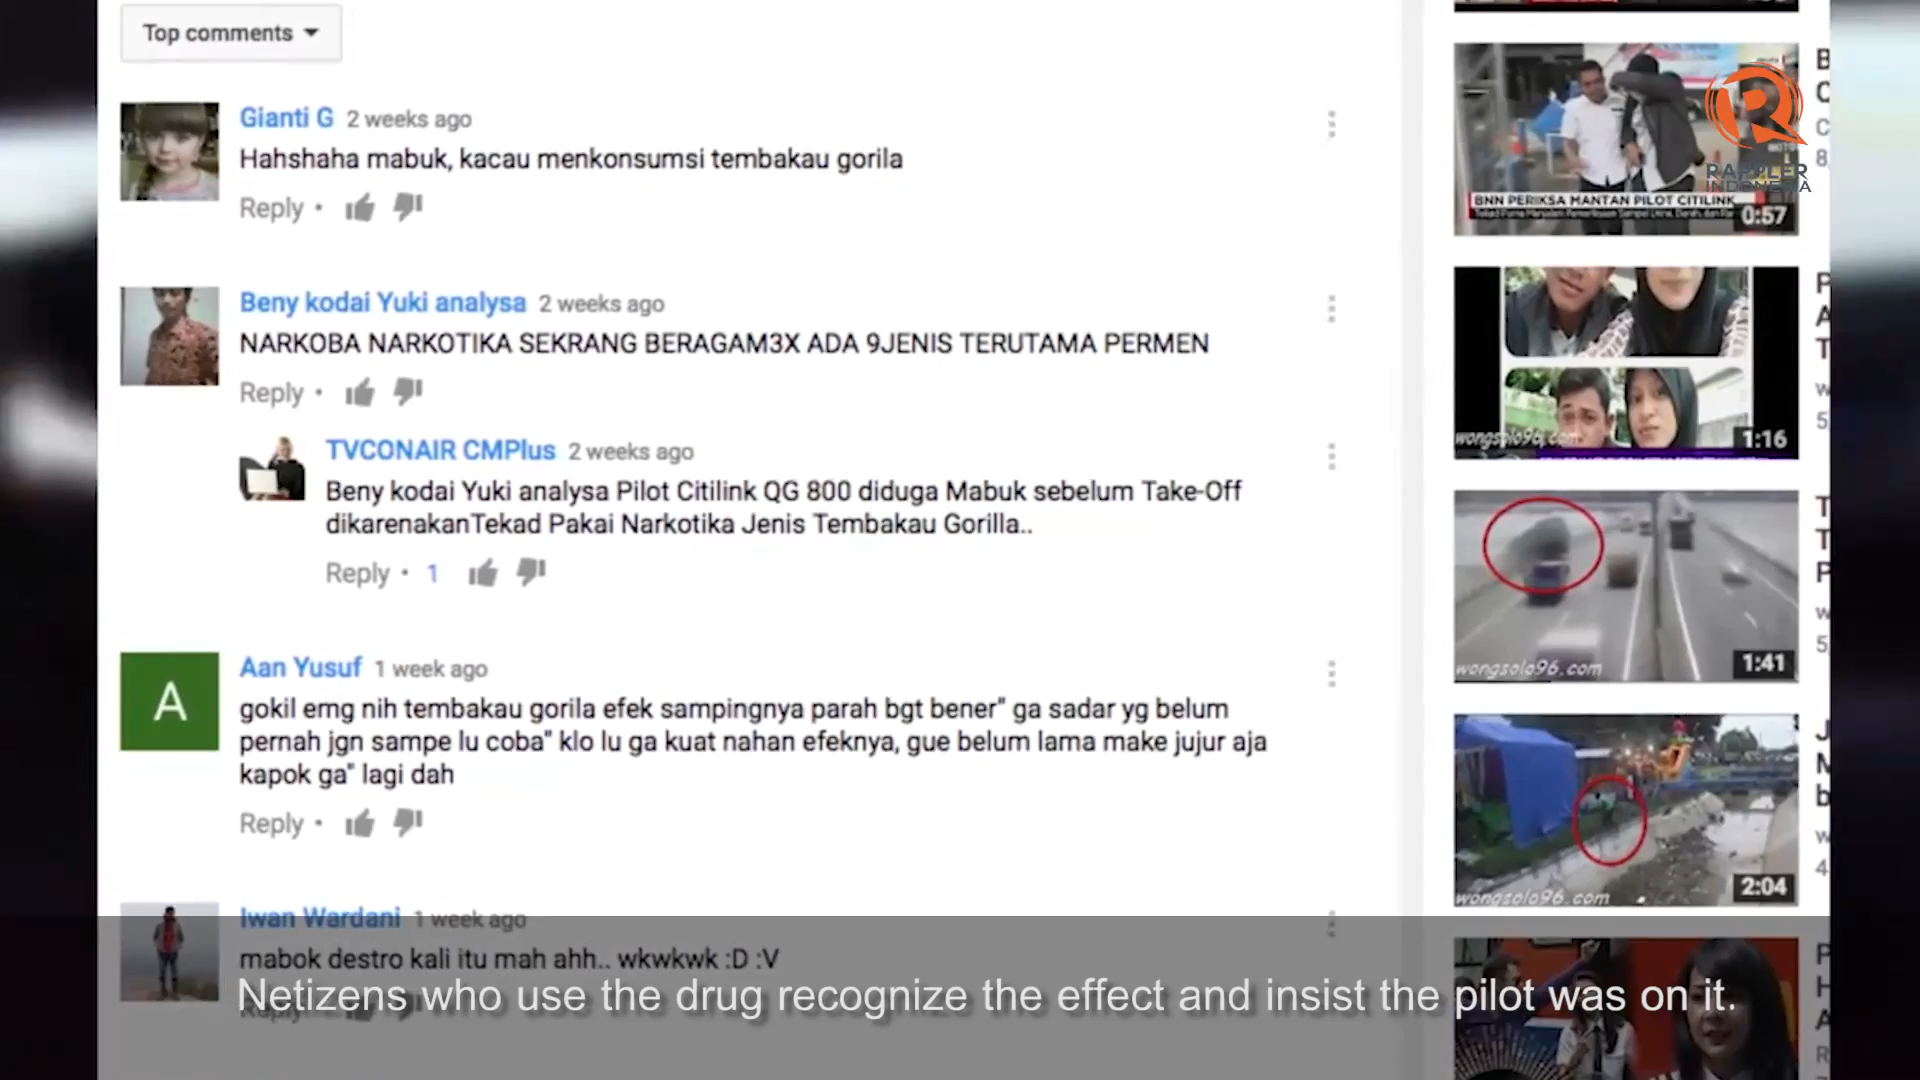 Top comments
Gianti G 2 weeks ago
Hahshaha mabuk, kacau menkonsumsi tembakau gorila
Reply •
Beny kodai Yuki analysa 2 weeks ago
NARKOBA NARKOTIKA SEKRANG BERAGAM3X ADA 9JENIS TERUTAMA PERMEN
Reply •
TVCONAIR CMPlus 2 weeks ago
Beny kodai Yuki analysa Pilot Citilink QG 800 diduga Mabuk sebelum Take-Off
dikarenakanTekad Pakai Narkotika Jenis Tembakau Gorilla..
Reply • 1
A
Aan Yusuf 1 week ago
gokil emg nih tembakau gorila efek sampingnya parah bgt bener" ga sadar yg belum
pernah jgn sampe lu coba" klo lu ga kuat nahan efeknya, gue belum lama make jujur aja
kapok ga" lagi dah
Reply •
Iwan Wardani 1 week ago
mabok destro kali itu mah ahh.. wkwkwk :D :V
Reply
Netizens who use the drug recognize the effect and insist the pilot was on it.
RAPPLER
INDONESIA
BNN PERIKSA MANTAN PILOT CITILINK
0:57
wongsolo96.com
1:16
wongsolo96.com
1:41
wongsolo96.com
2:04